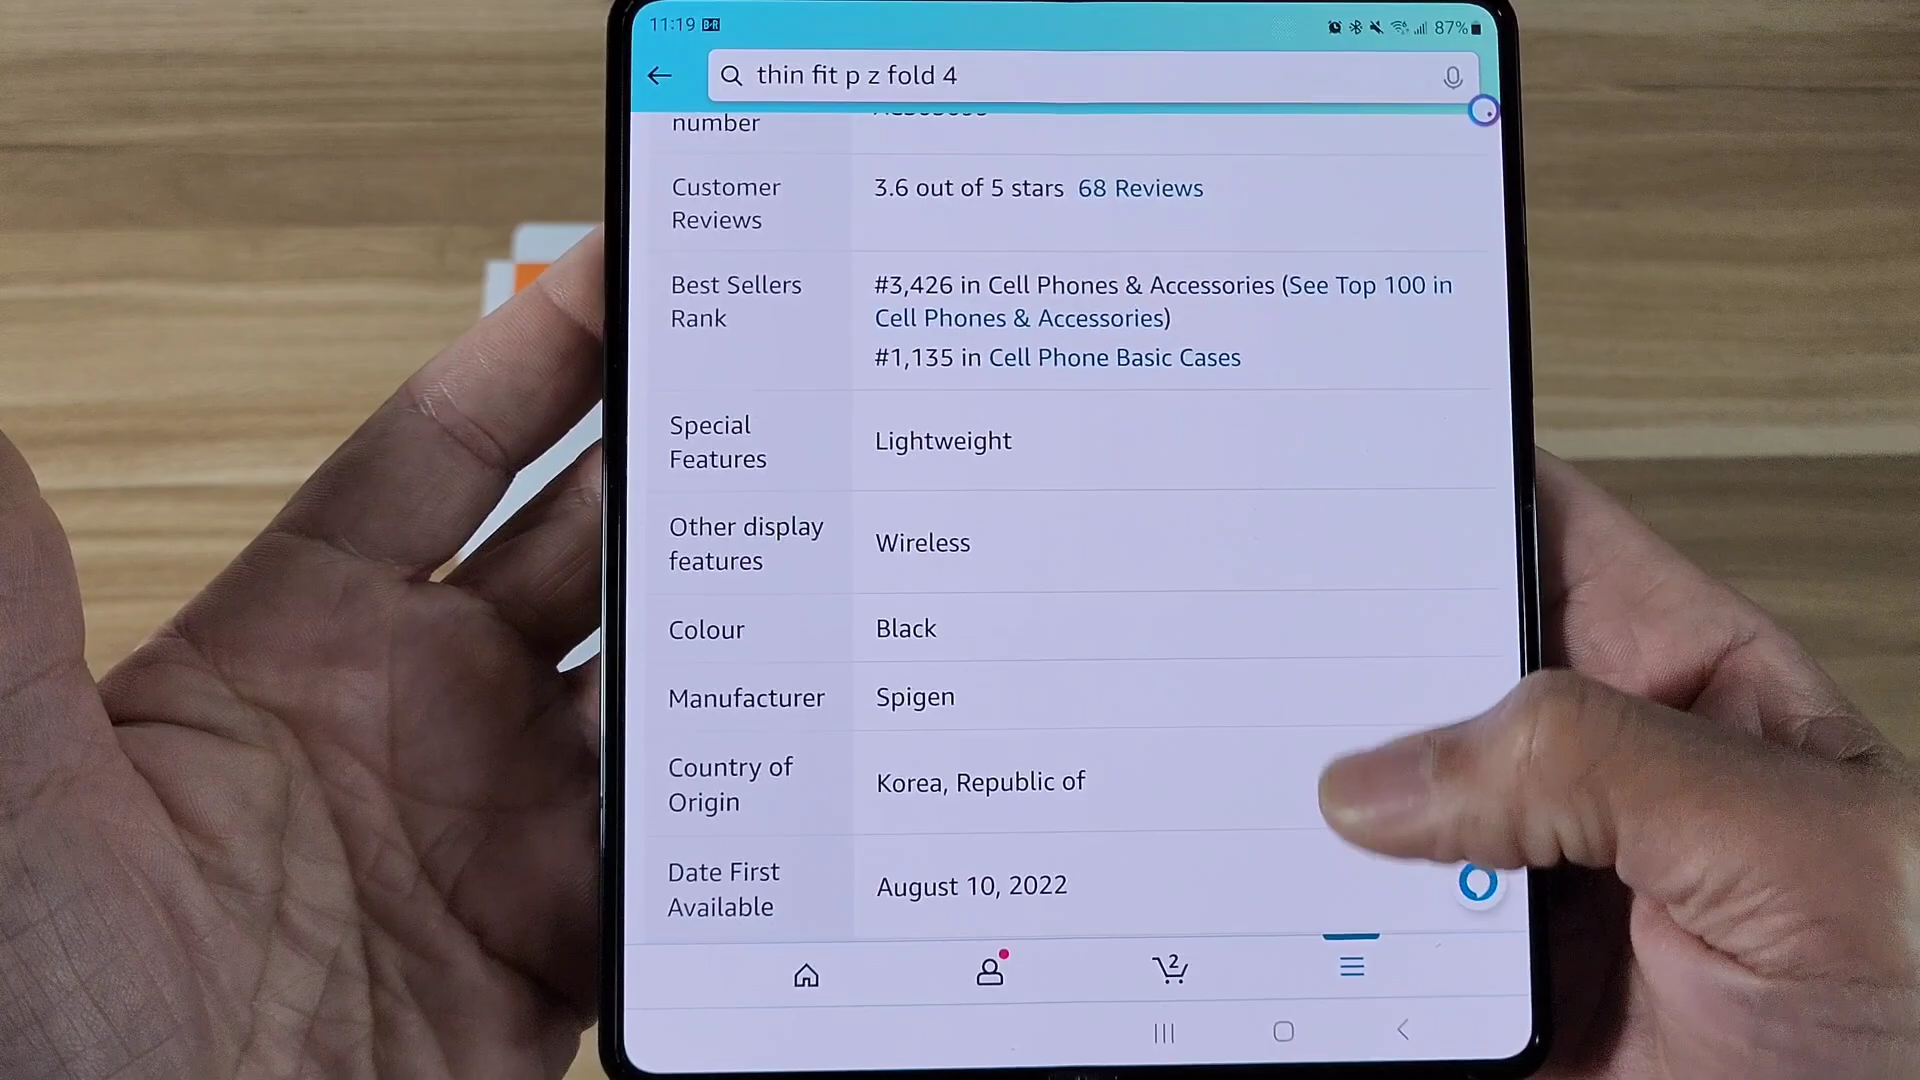 11:19
87%
thin fit p z fold 4
number
Customer
Reviews
3.6 out of 5 stars 68 Reviews
Best Sellers
Rank
#3,426 in Cell Phones & Accessories (See Top 100 in
Cell Phones & Accessories)
#1,135 in Cell Phone Basic Cases
Special
Features
Lightweight
Other display
features
Wireless
Colour
Black
Manufacturer
Spigen
Country of
Origin
Korea, Republic of
Date First
Available
August 10, 2022
2